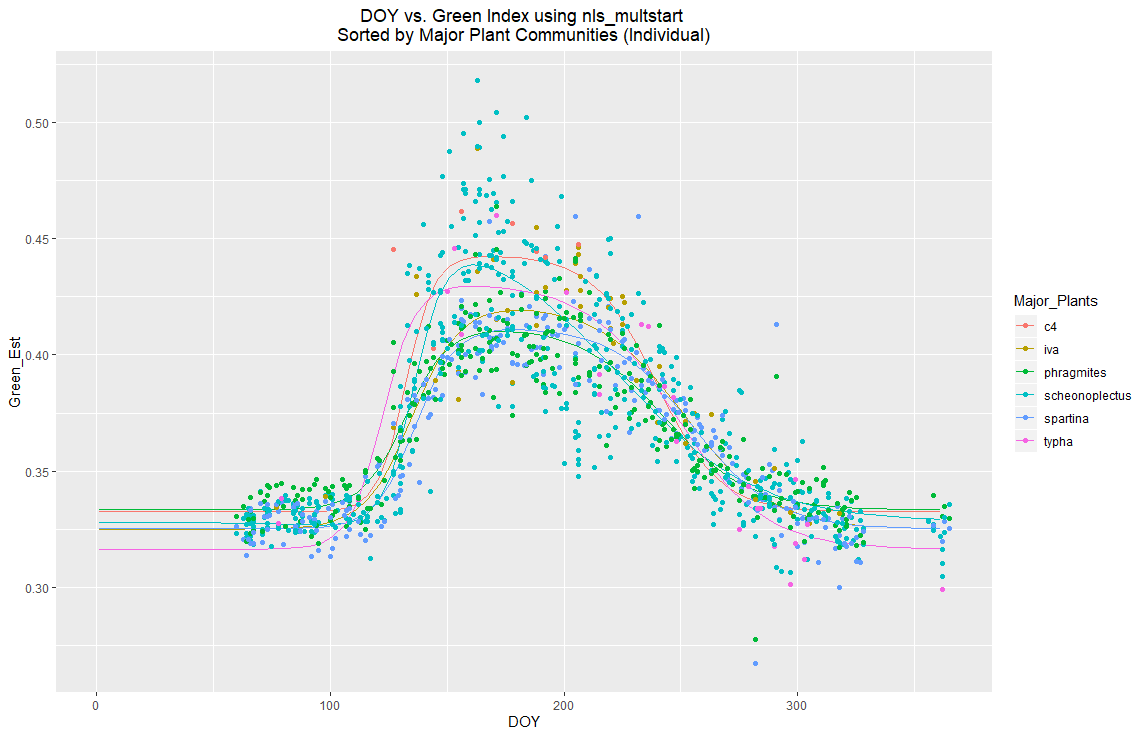 DOY vs. Green Index using nls_multstart
Sorted by Major Plant Communities (Individual)
Green_Est
0.50
0.45
0.40
0.35
0.30
0
100
200
300
DOY
Major_Plants
c4
iva
phragmites
scheonoplectus
spartina
typha